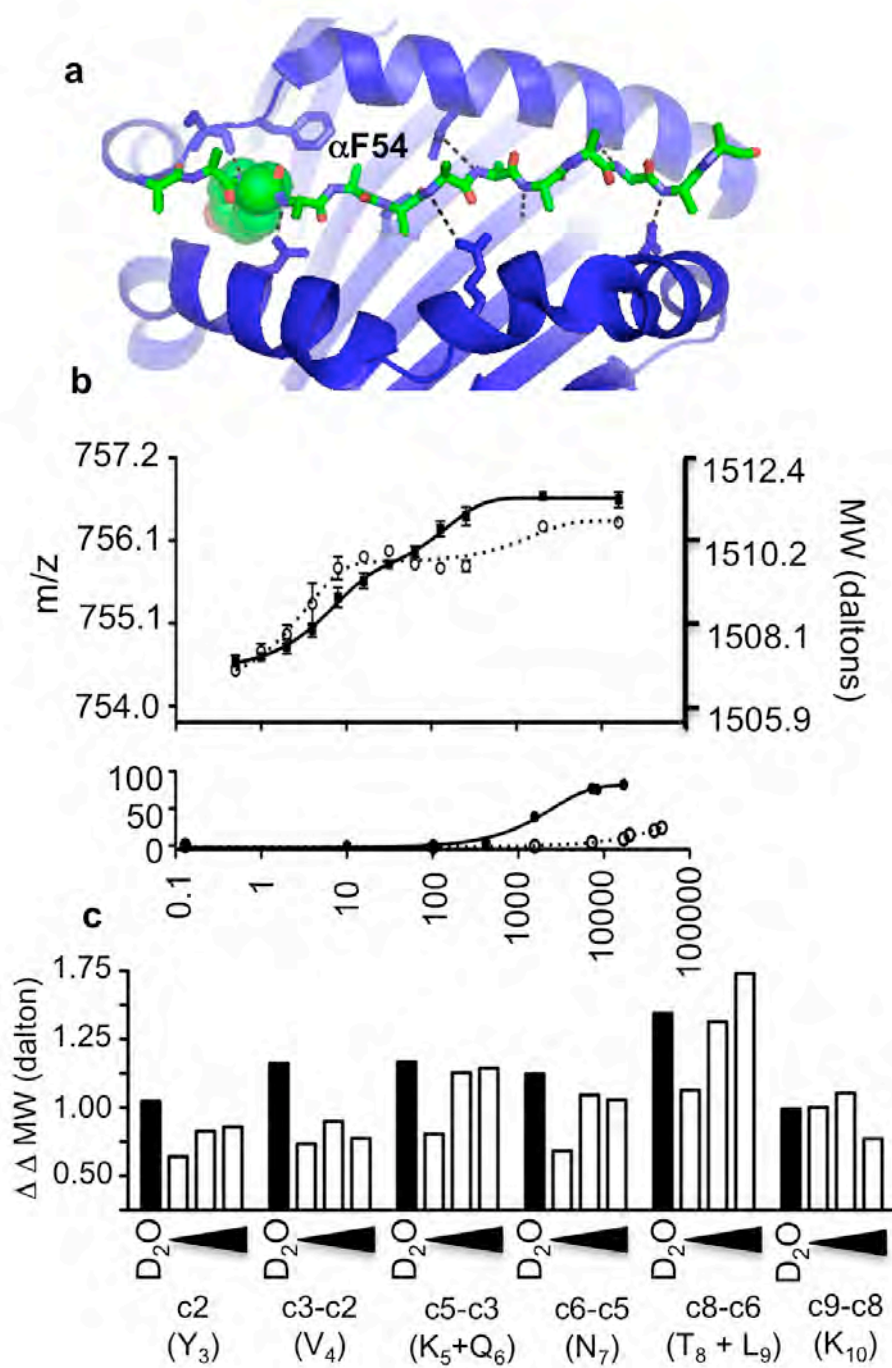 a
αF54
b
757.2
756.1
755.1
754.0
m/z
1512.4
1510.2
1508.1
1505.9
MW (daltons)
100
50
0
0.1
1
10
100
1000
10000
100000
c
1.75
1.25
1.00
0.50
Δ Δ MW (dalton)
D₂O
D₂O
D₂O
D₂O
D₂O
D₂O
c2
c3-c2
c5-c3
c6-c5
c8-c6
c9-c8
(Y₃)
(V₄)
(K₅+Q₆)
(N₇)
(T₈ + L₉)
(K₁₀)